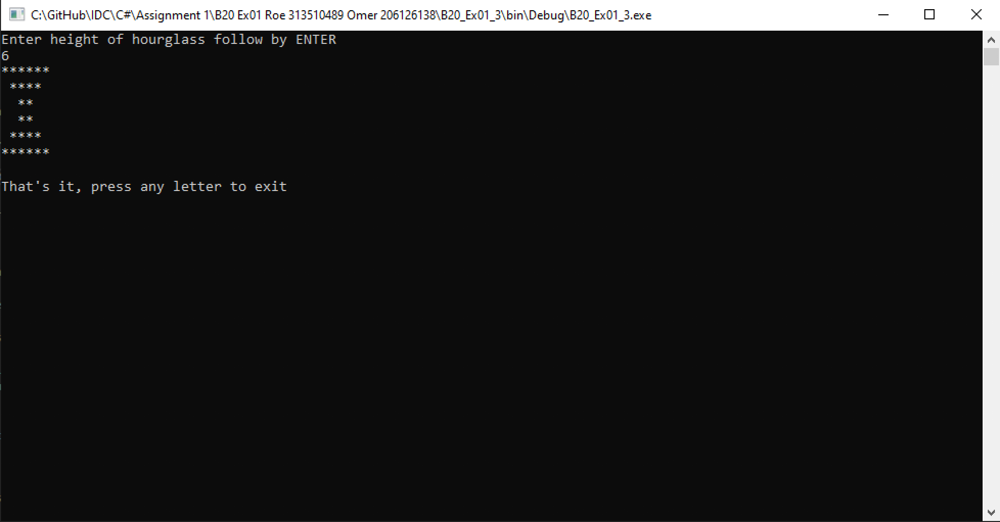 C:\GitHub\IDC\C#\Assignment 1\B20 Ex01 Roe 313510489 Omer 206126138\B20_Ex01_3\bin\Debug\B20_Ex01_3.exe
Enter height of hourglass follow by ENTER
6
******
 ****
  **
  **
 ****
******

That's it, press any letter to exit